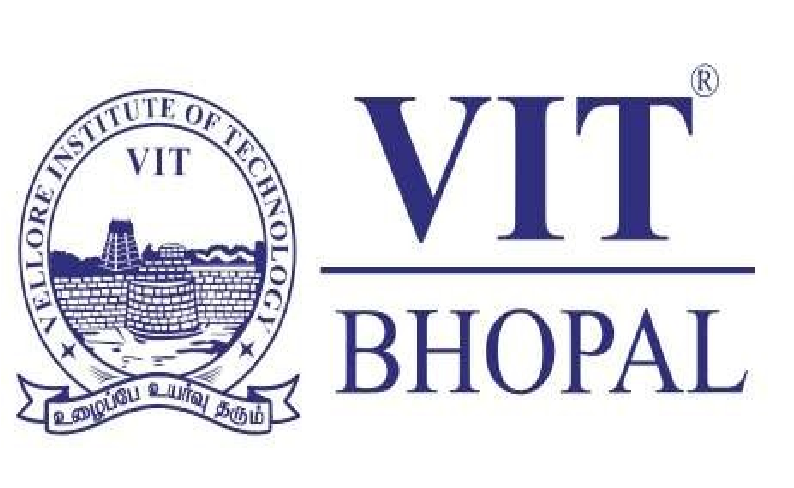 VELLORE INSTITUTE OF TECHNOLOGY
VIT
உழைப்பே உயர்வு தரும்
VIT®
BHOPAL